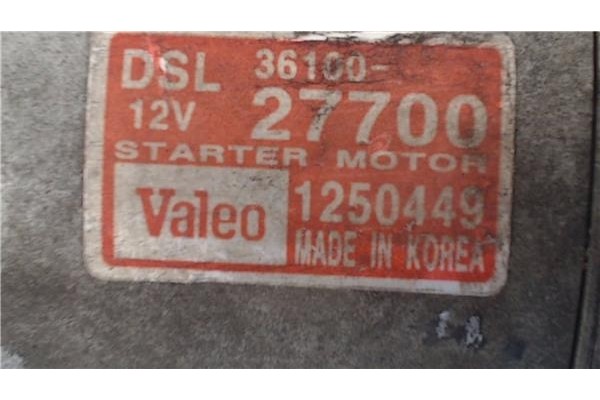 DSL 36100-
12V 27700
STARTER MOTOR
Valeo 1250449
MADE IN KOREA